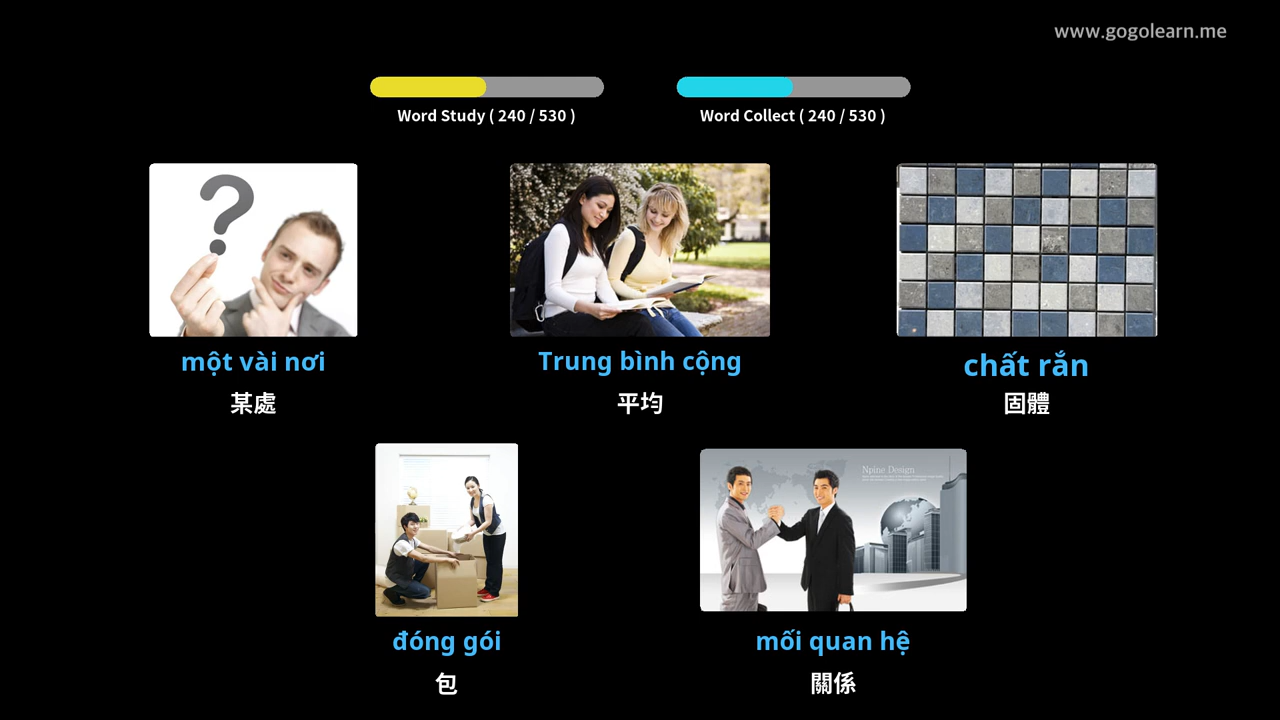 www.gogolearn.me
Word Study ( 240 / 530 )
Word Collect ( 240 / 530 )
một vài nơi
某處
Trung bình cộng
平均
chất rắn
固體
Npine Design
đóng gói
包
mối quan hệ
關係